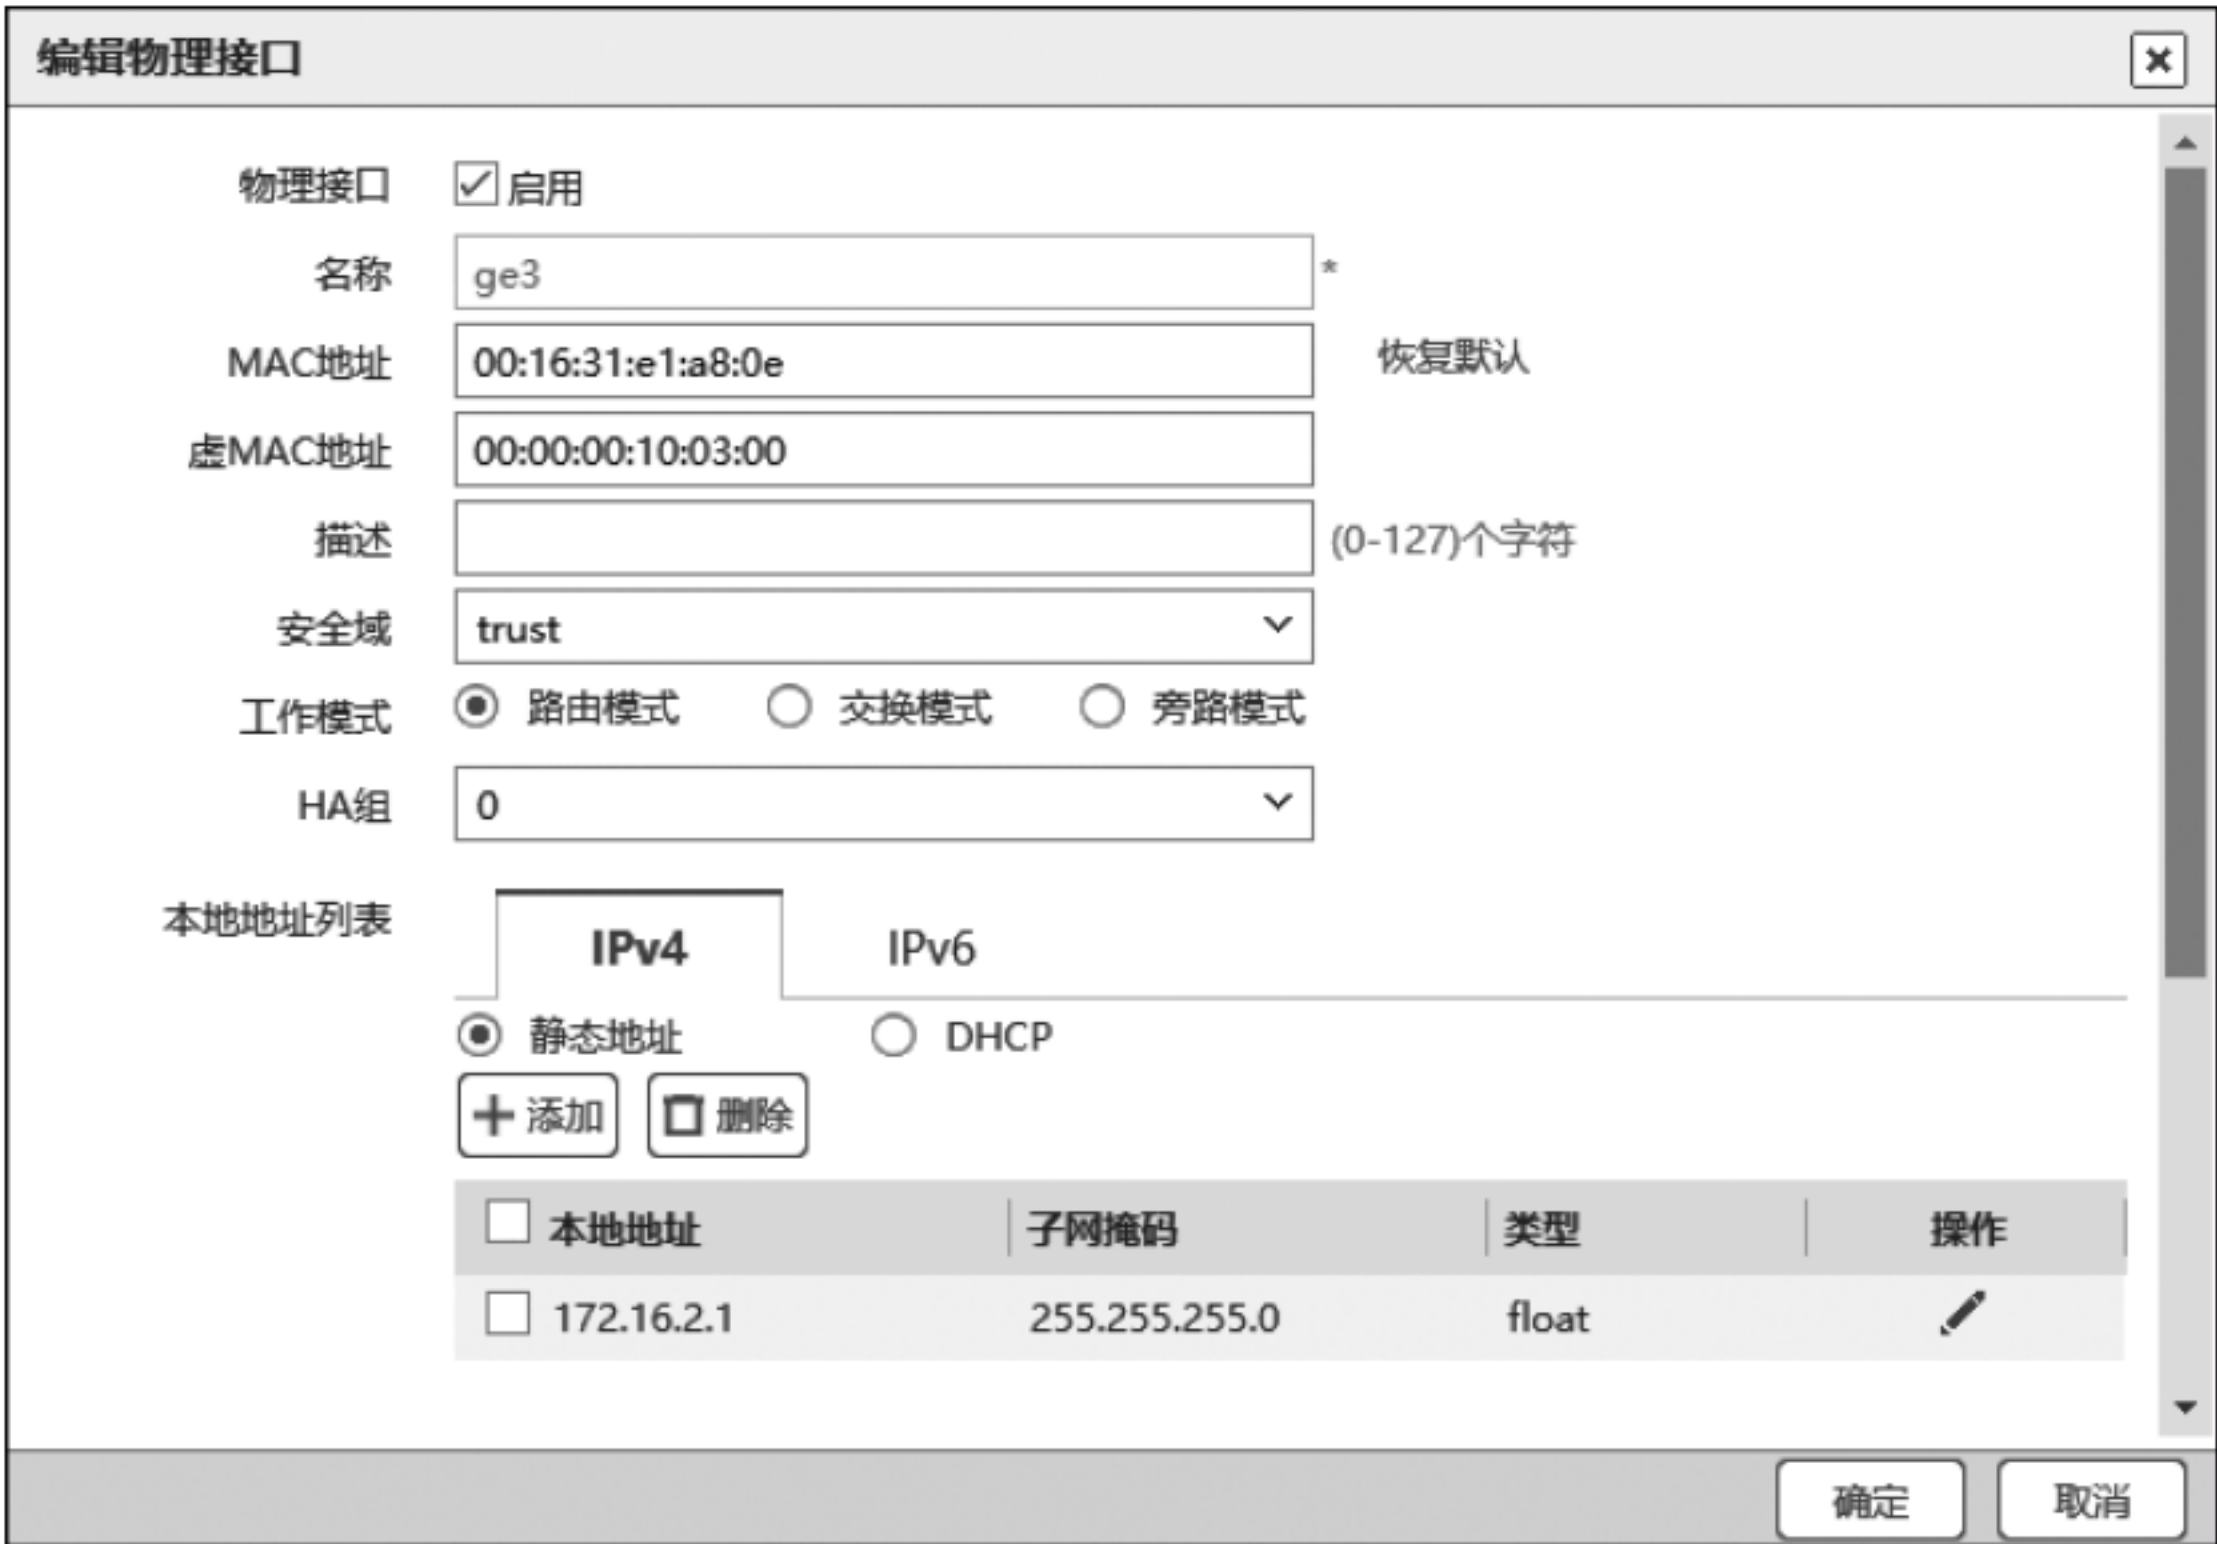 编辑物理接口
物理接口 启用
名称 ge3 *
MAC地址 00:16:31:e1:a8:0e 恢复默认
虚MAC地址 00:00:00:10:03:00
描述 (0-127)个字符
安全域 trust
工作模式 路由模式 交换模式 旁路模式
HA组 0
本地地址列表 IPv4 IPv6
静态地址 DHCP
添加 删除
本地地址 子网掩码 类型 操作
172.16.2.1 255.255.255.0 float
确定 取消